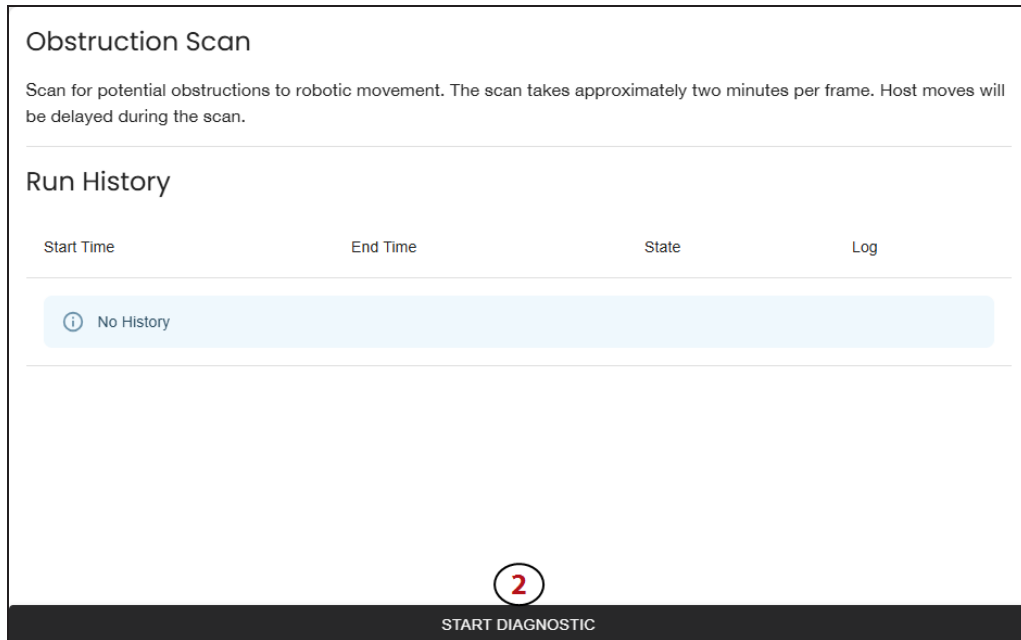 Obstruction Scan
Scan for potential obstructions to robotic movement. The scan takes approximately two minutes per frame. Host moves will
be delayed during the scan.
Run History
Start Time End Time State Log
No History
2
START DIAGNOSTIC